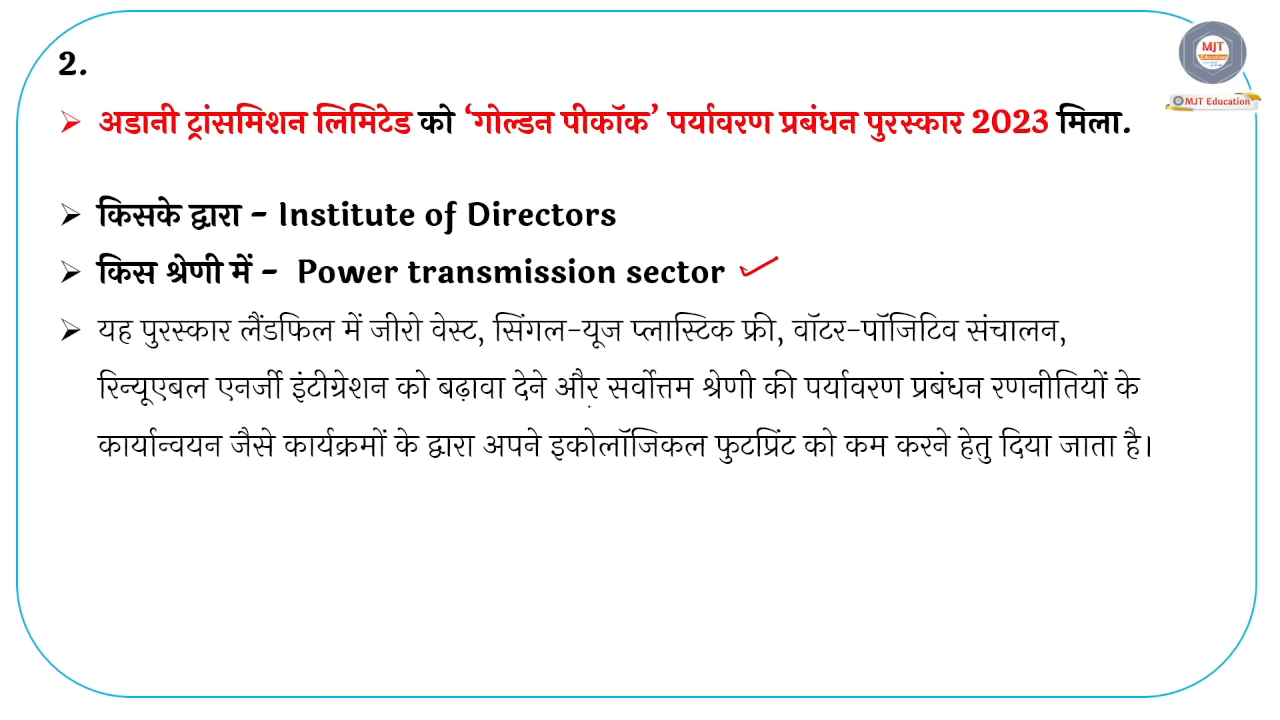 2.
MJT
Education
MJT Education
➢ अडानी ट्रांसमिशन लिमिटेड को ‘गोल्डन पीकॉक’ पर्यावरण प्रबंधन पुरस्कार 2023 मिला.
➢ किसके द्वारा – Institute of Directors
➢ किस श्रेणी में – Power transmission sector
➢ यह पुरस्कार लैंडफिल में जीरो वेस्ट, सिंगल-यूज प्लास्टिक फ्री, वॉटर-पॉजिटिव संचालन,
रिन्यूएबल एनर्जी इंटीग्रेशन को बढ़ावा देने और सर्वोत्तम श्रेणी की पर्यावरण प्रबंधन रणनीतियों के
कार्यान्वयन जैसे कार्यक्रमों के द्वारा अपने इकोलॉजिकल फुटप्रिंट को कम करने हेतु दिया जाता है।